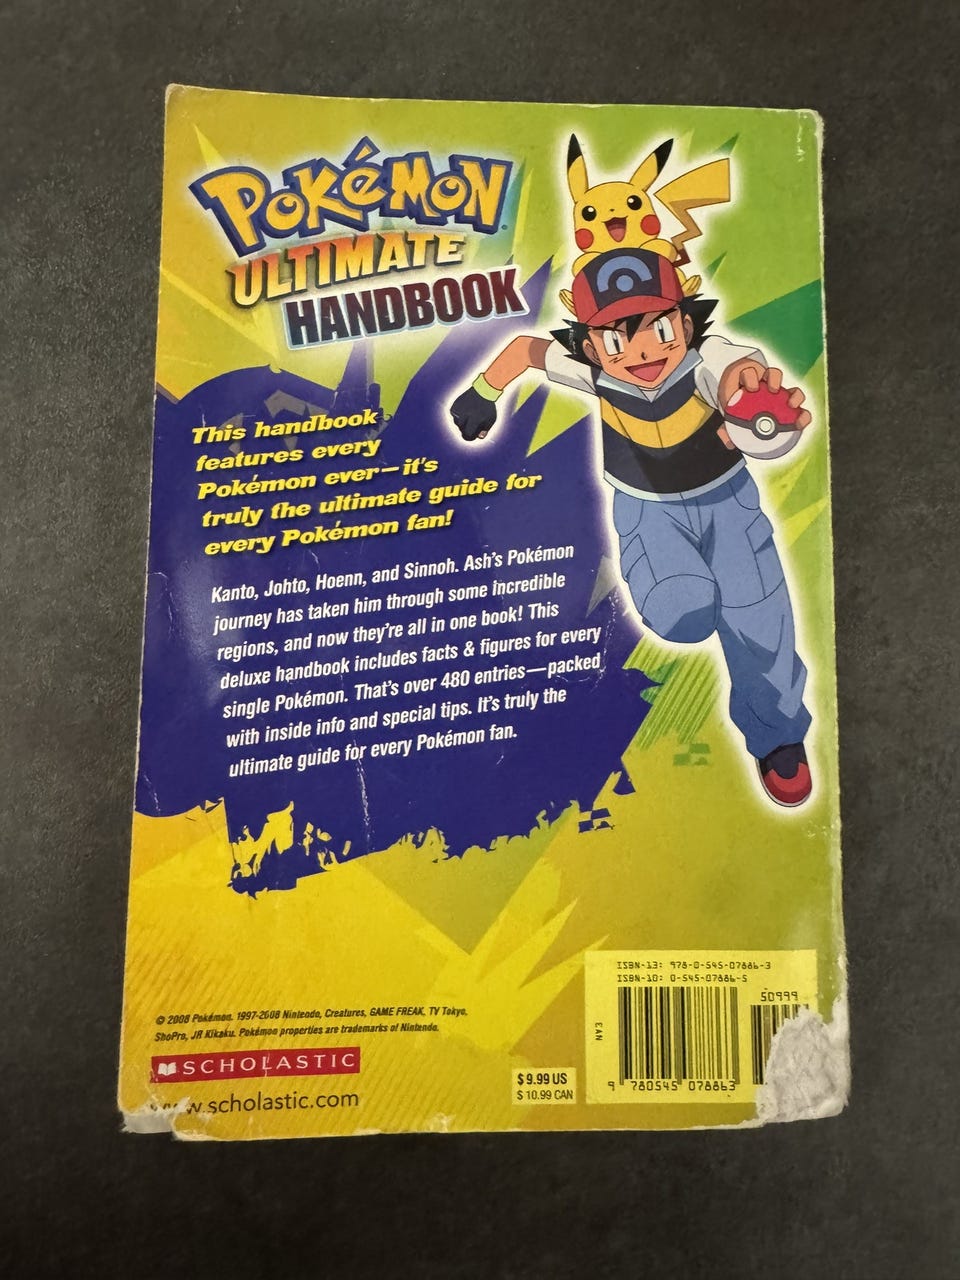 POKéMON
ULTIMATE
HANDBOOK
This handbook
features every
Pokémon ever—it's
truly the ultimate guide for
every Pokémon fan!
Kanto, Johto, Hoenn, and Sinnoh. Ash's Pokémon
journey has taken him through some incredible
regions, and now they're all in one book! This
deluxe handbook includes facts & figures for every
single Pokémon. That's over 480 entries—packed
with inside info and special tips. It's truly the
ultimate guide for every Pokémon fan.
© 2008 Pokémon. 1997-2008 Nintendo, Creatures, GAME FREAK, TV Tokyo,
ShoPro, JR Kikaku. Pokémon properties are trademarks of Nintendo.
SCHOLASTIC
www.scholastic.com
$9.99 US
$10.99 CAN
ISBN-13: 978-0-545-07886-3
ISBN-10: 0-545-07886-5
50999
EAN
9 780545 078863